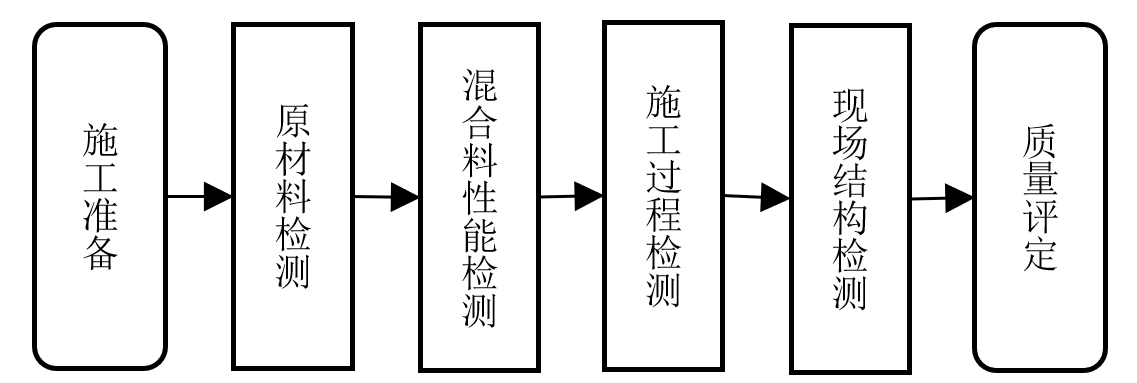 施工准备
原材料检测
混合料性能检测
施工过程检测
现场结构检测
质量评定